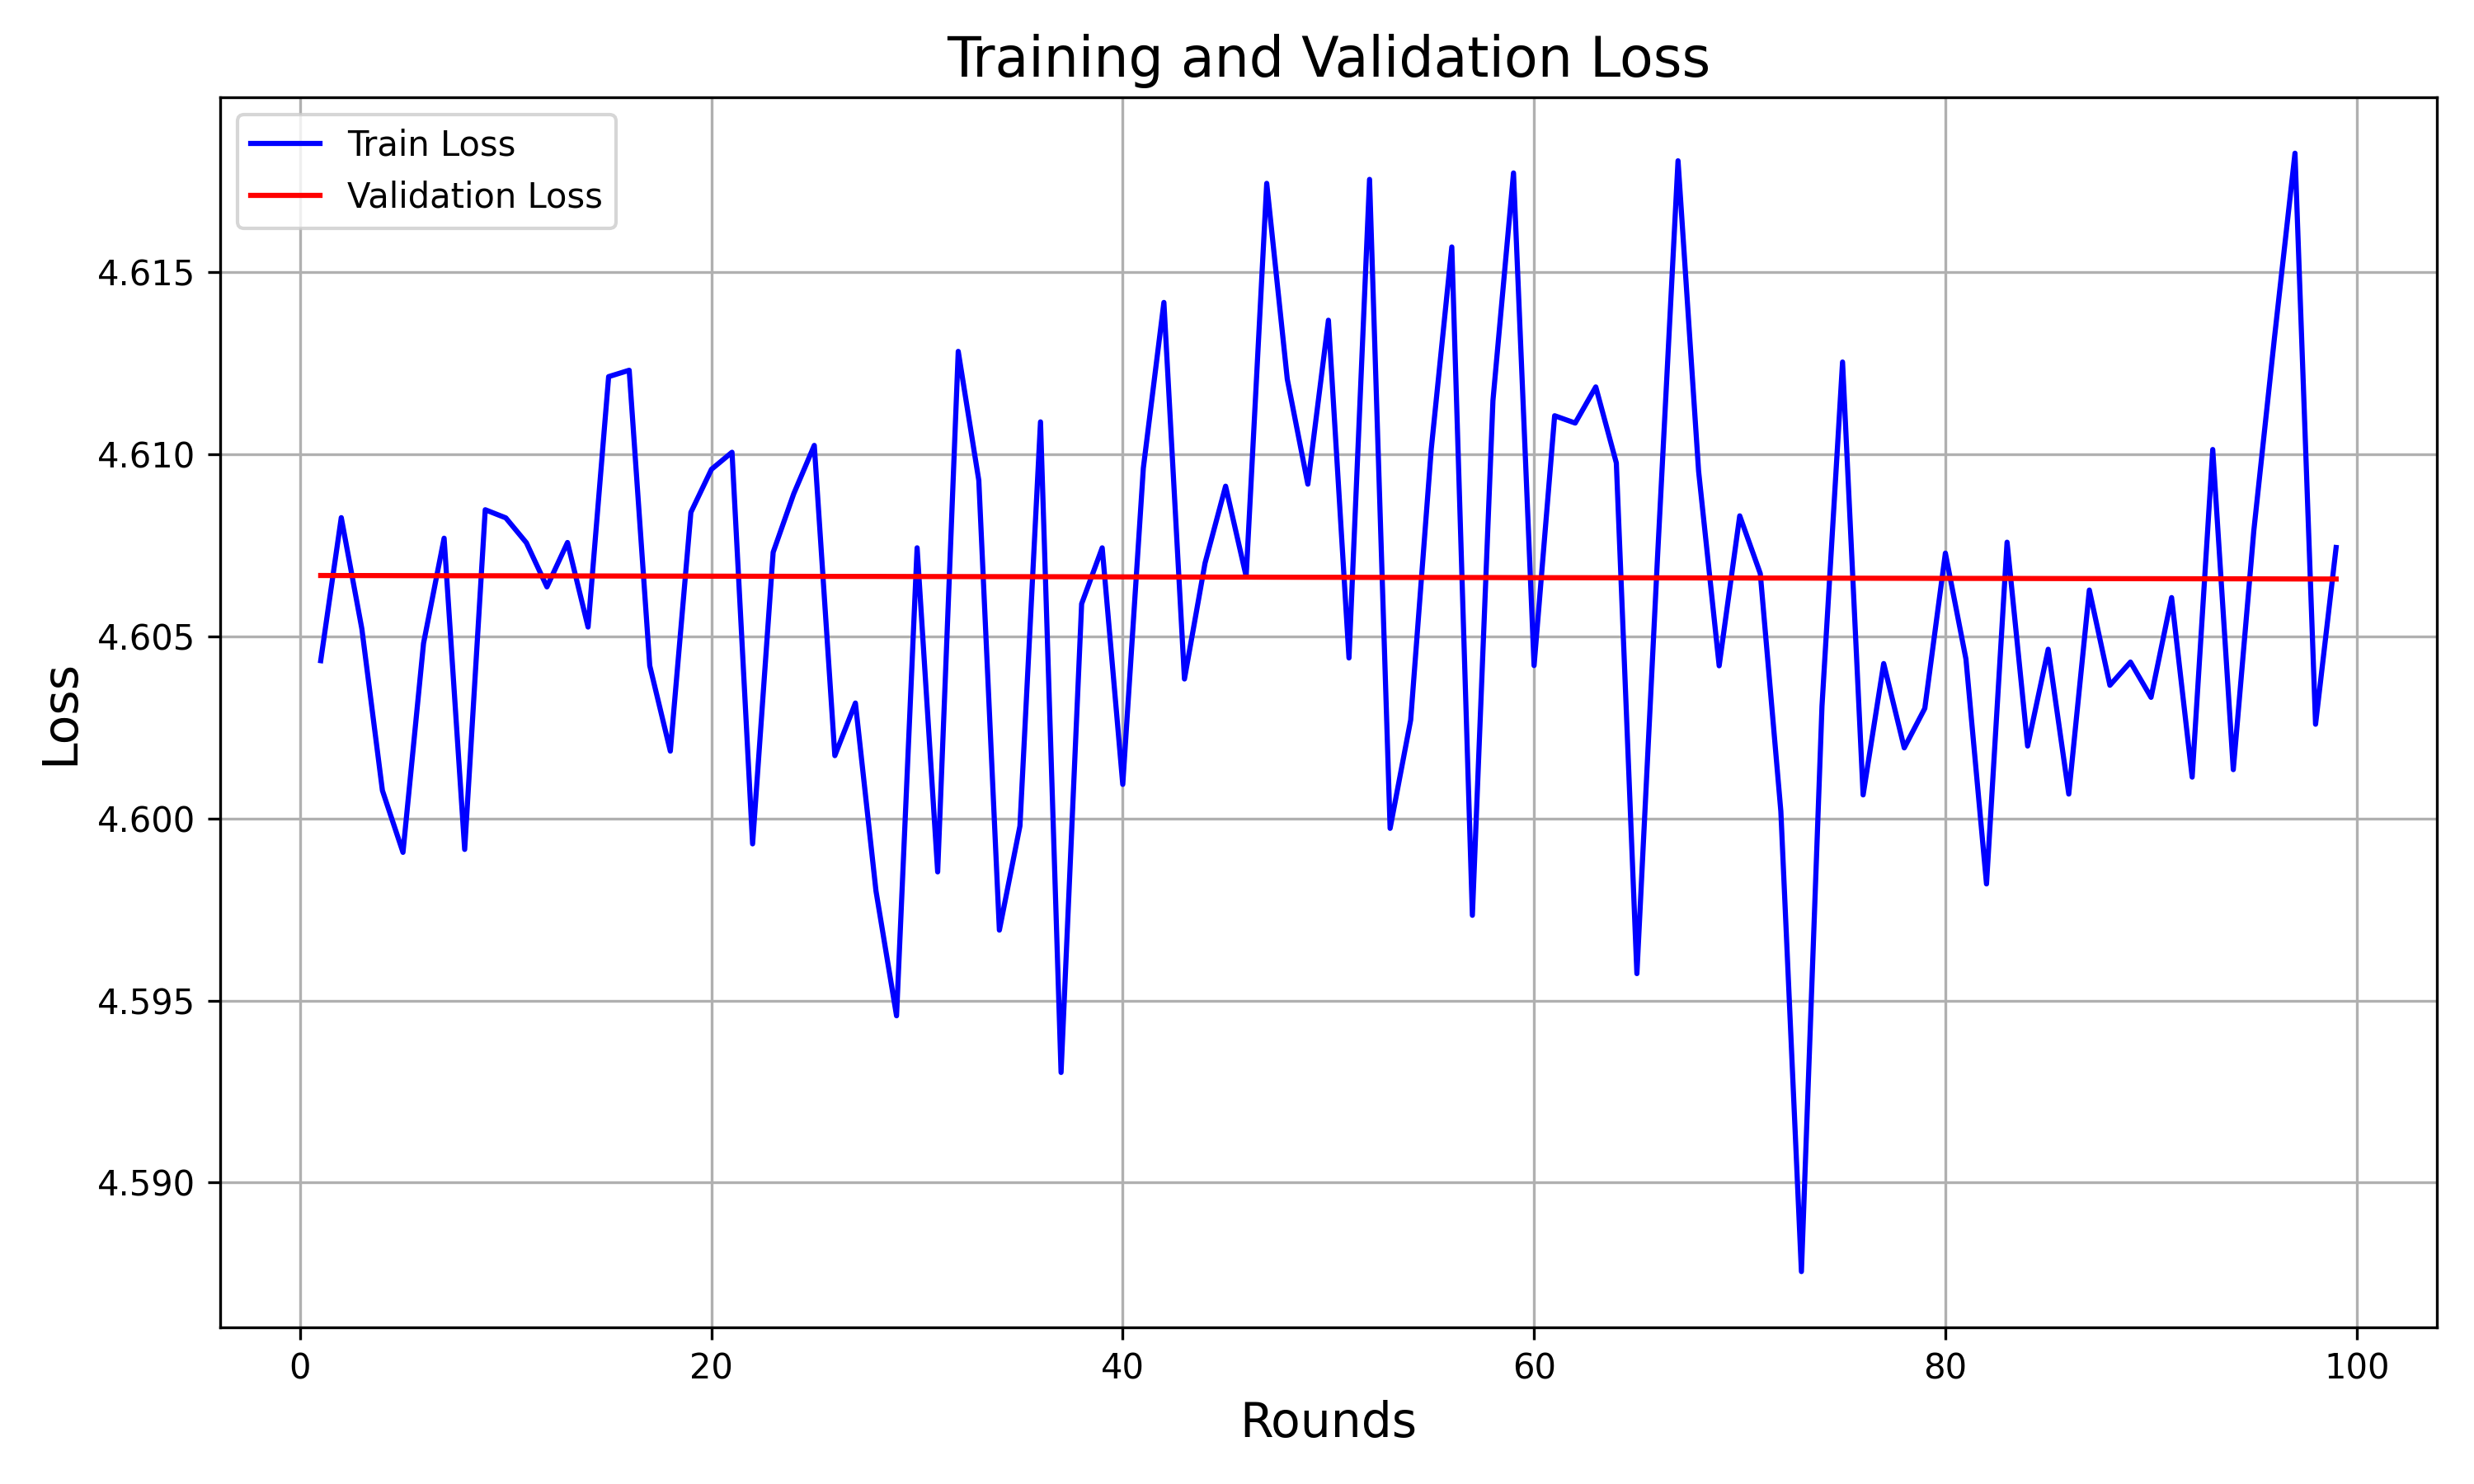 Training and Validation Loss
Train Loss
Validation Loss
4.615
4.610
4.605
4.600
4.595
4.590
Loss
0 20 40 60 80 100
Rounds